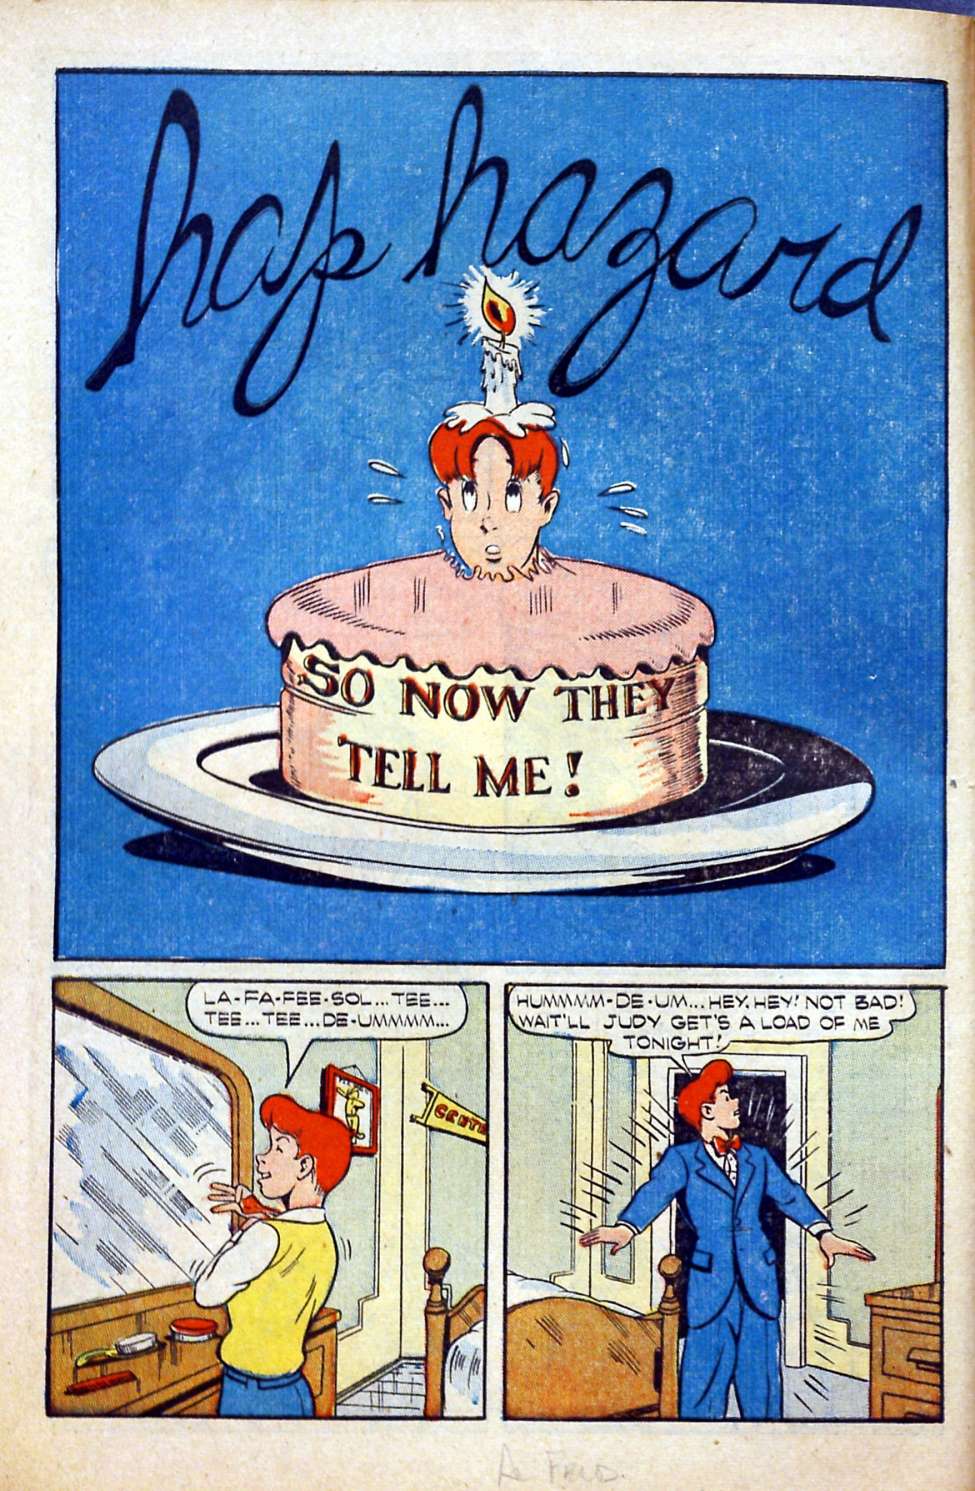 hap hazard
SO NOW THEY
TELL ME!
LA-FA-FEE-SOL...TEE...
TEE...TEE...DE-UMMMM...
HUMMMM-DE-UM...HEY, HEY! NOT BAD!
WAIT'LL JUDY GET'S A LOAD OF ME
TONIGHT!